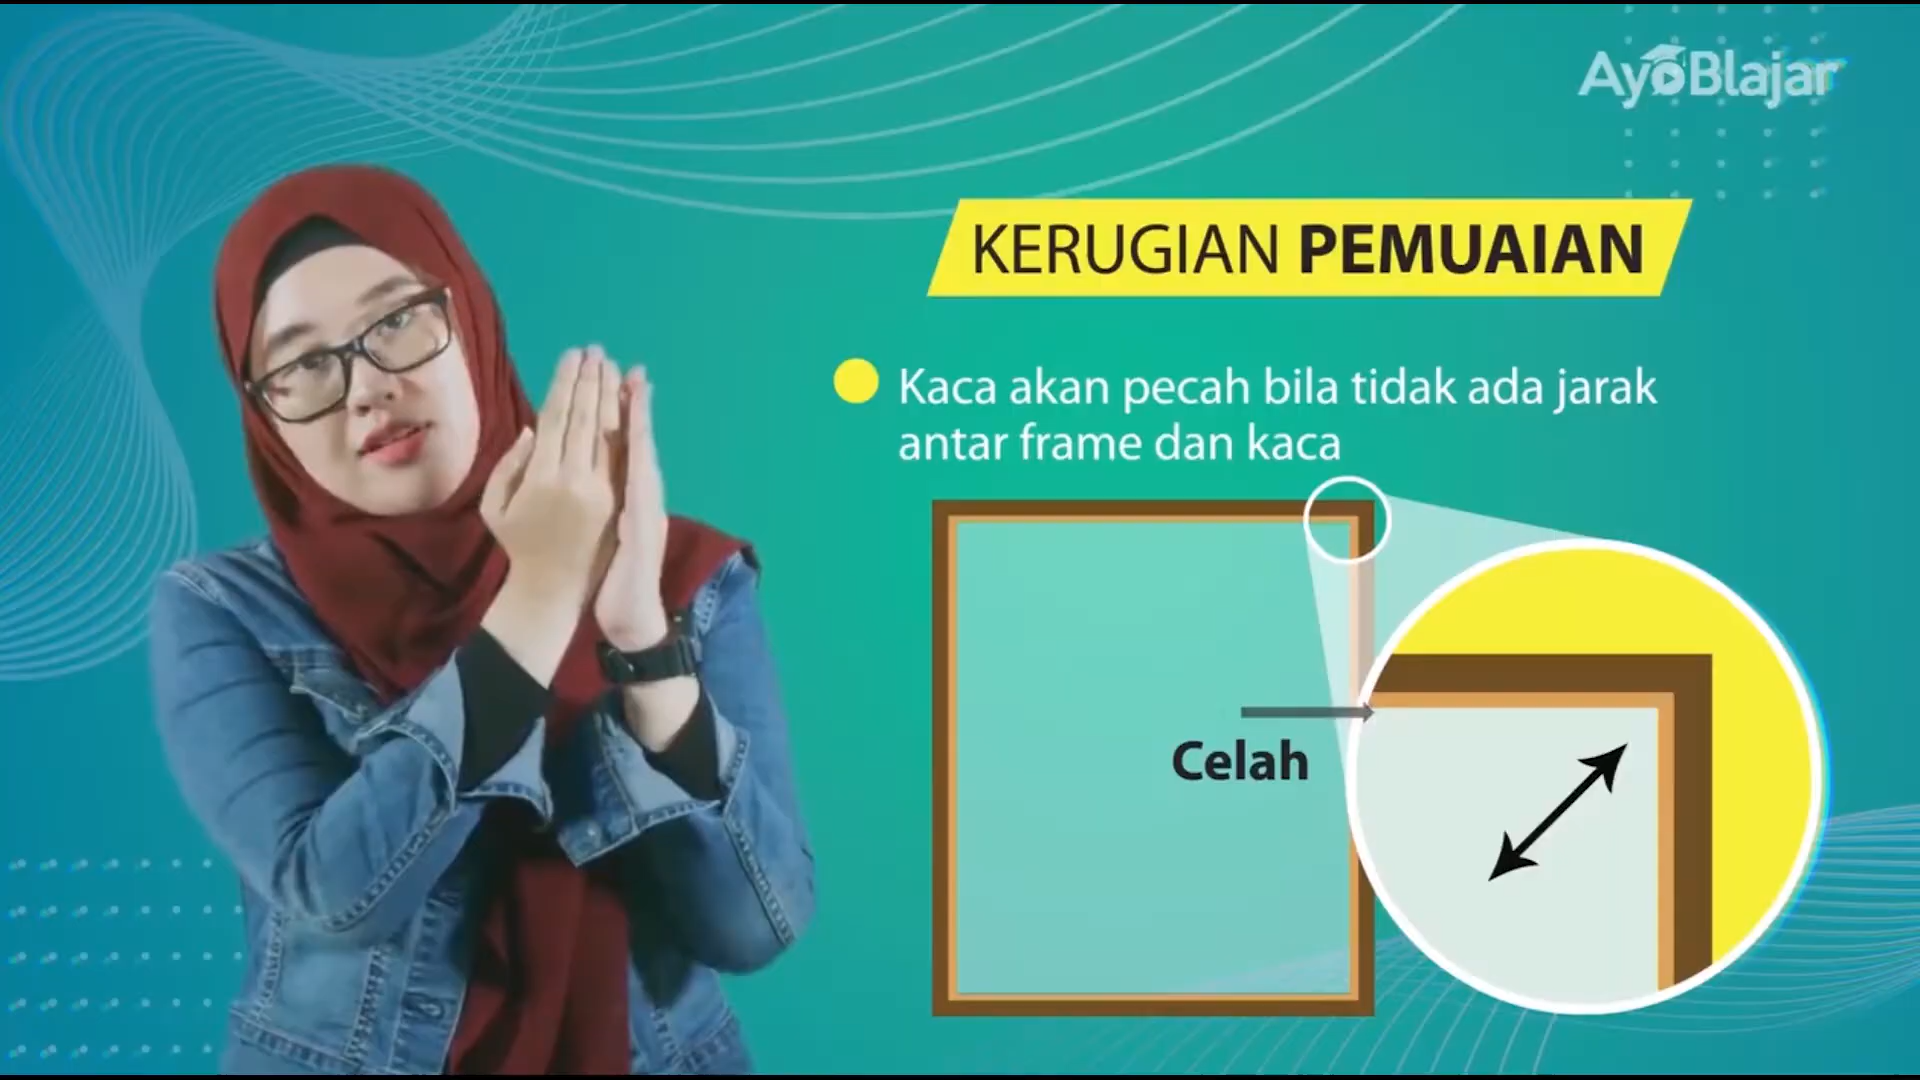 AyoBlajar
KERUGIAN PEMUAIAN
Kaca akan pecah bila tidak ada jarak
antar frame dan kaca
Celah